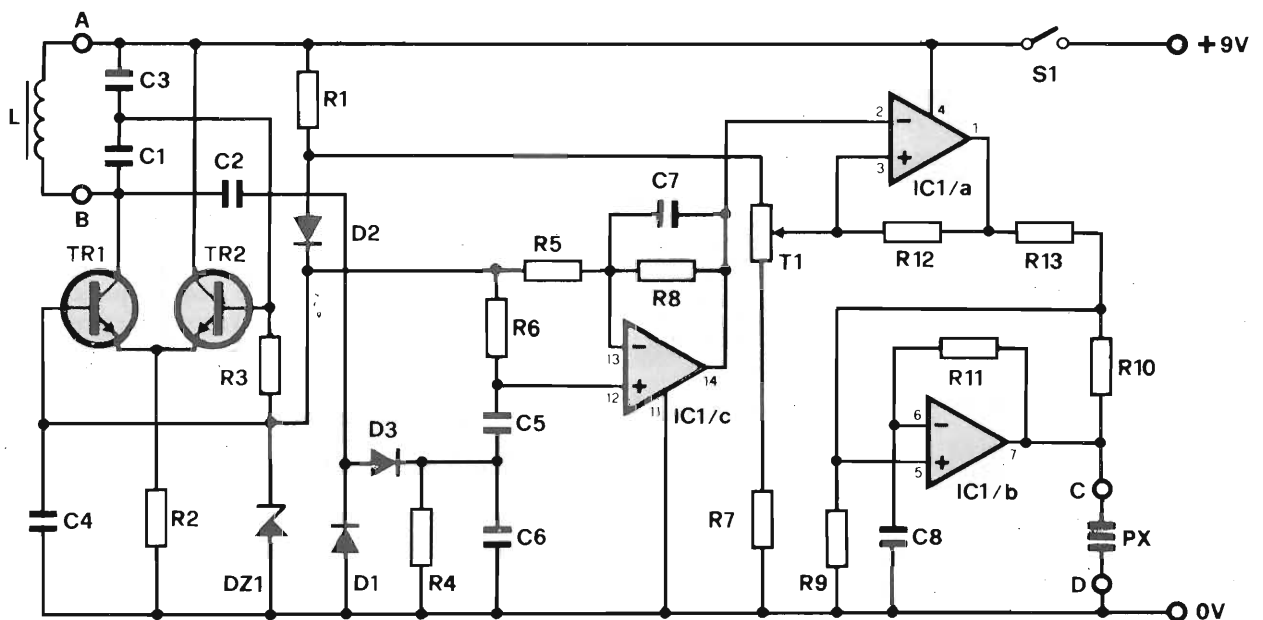 A
+9V
S1
C3
R1
L
C1
C2
B
4
2
−
1
3
+
IC1/a
C7
TR1
TR2
D2
R5
T1
R12
R13
R8
R6
R3
13
−
12
+
14
11
IC1/c
R11
R10
C5
D3
6
−
7
5
+
IC1/b
C
C4
R2
C6
R7
C8
PX
DZ1
D1
R4
R9
D
0V